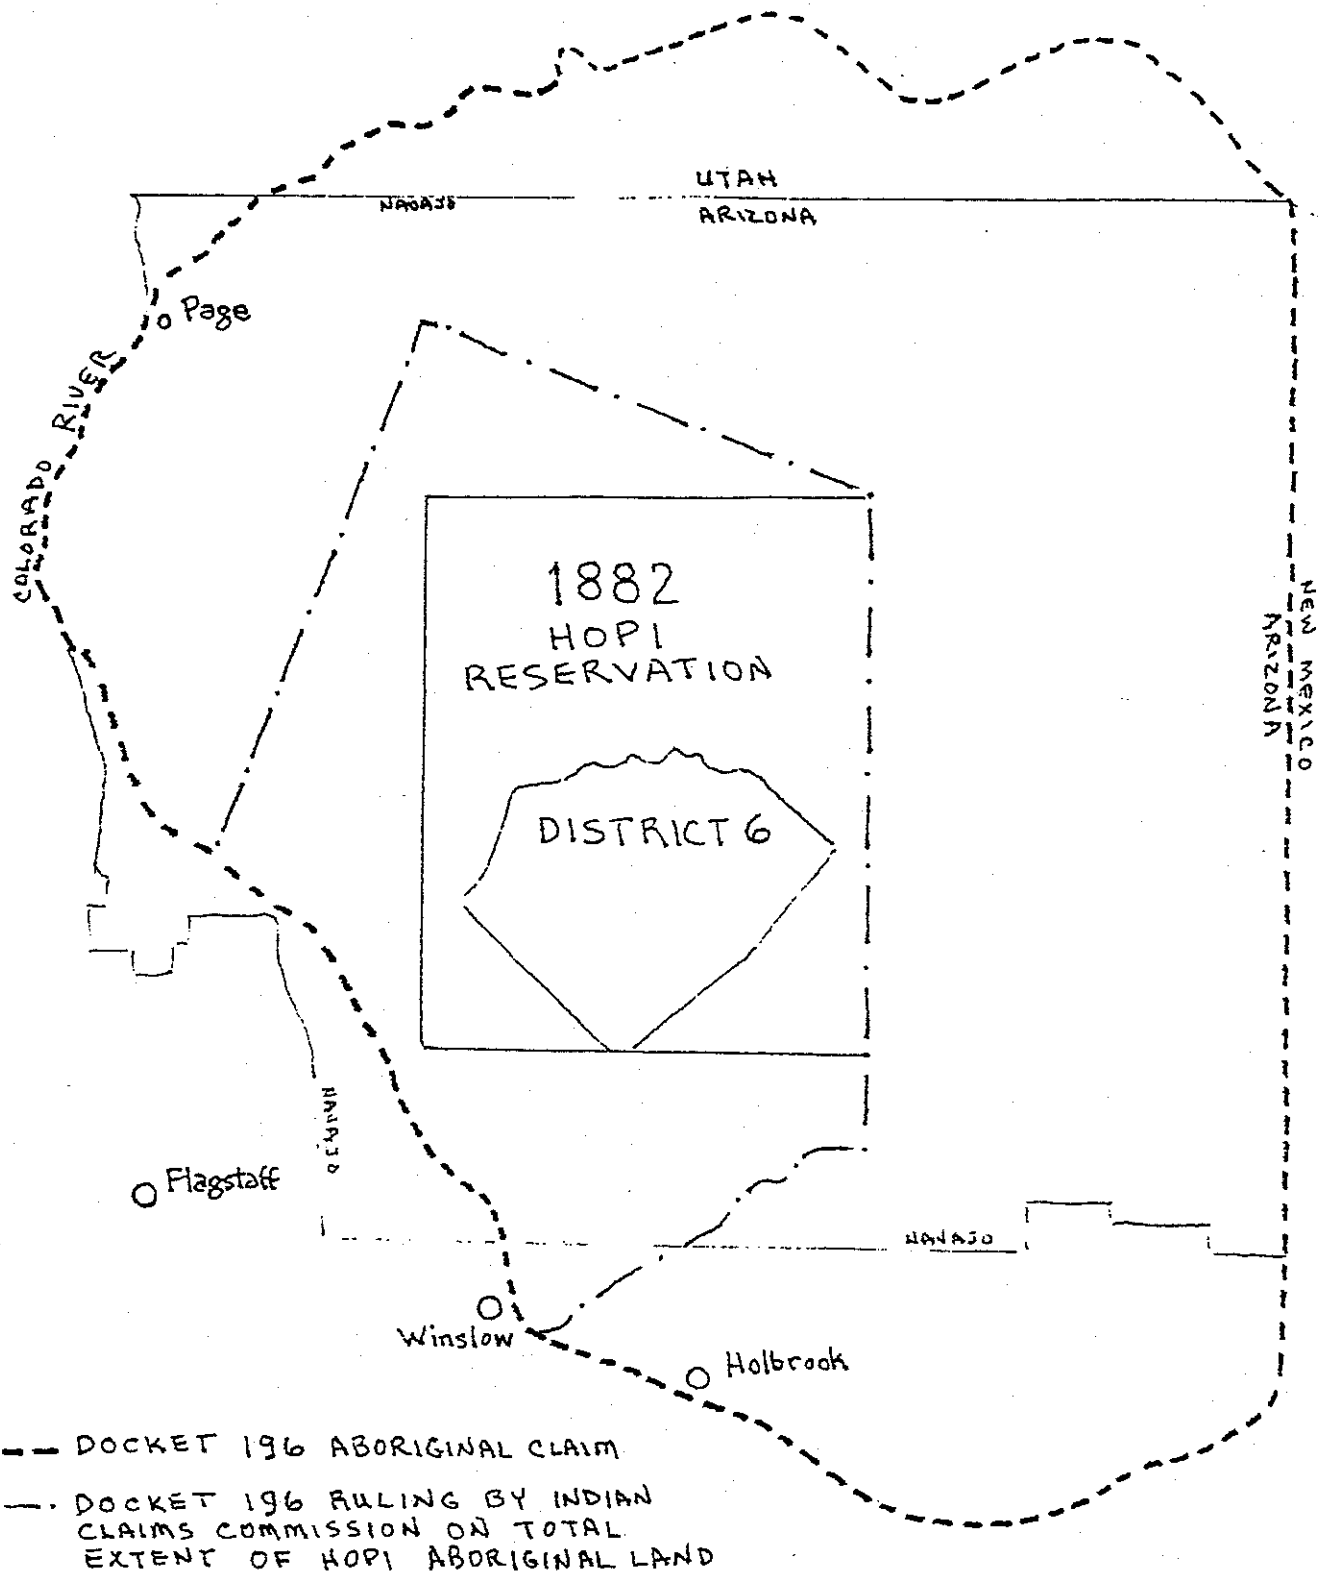 UTAH
NAVAJO
ARIZONA
Page
COLORADO RIVER
1882
HOPI
RESERVATION
NEW MEXICO
ARIZONA
DISTRICT 6
NAVAJO
Flagstaff
NAVAJO
Winslow
Holbrook
DOCKET 196 ABORIGINAL CLAIM
DOCKET 196 RULING BY INDIAN
CLAIMS COMMISSION ON TOTAL
EXTENT OF HOPI ABORIGINAL LAND